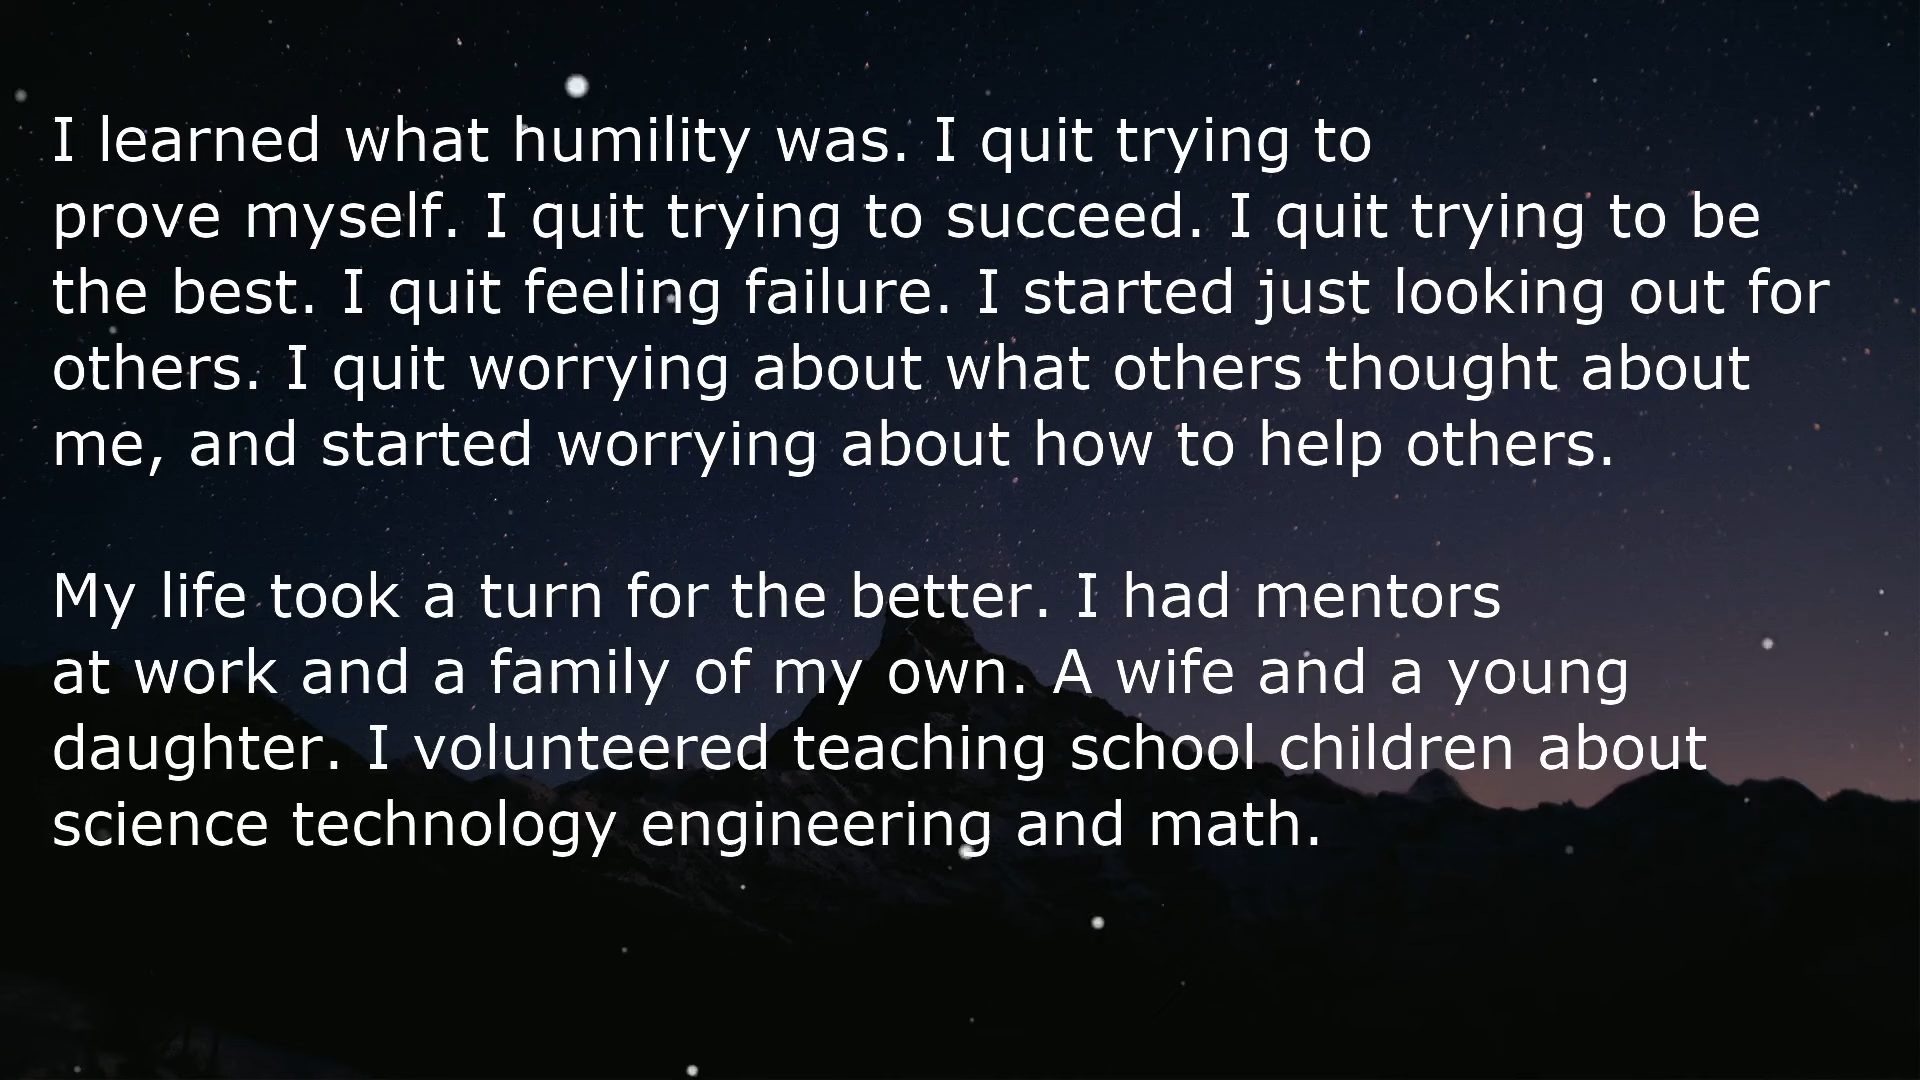 I learned what humility was. I quit trying to
prove myself. I quit trying to succeed. I quit trying to be
the best. I quit feeling failure. I started just looking out for
others. I quit worrying about what others thought about
me, and started worrying about how to help others.
My life took a turn for the better. I had mentors
at work and a family of my own. A wife and a young
daughter. I volunteered teaching school children about
science technology engineering and math.